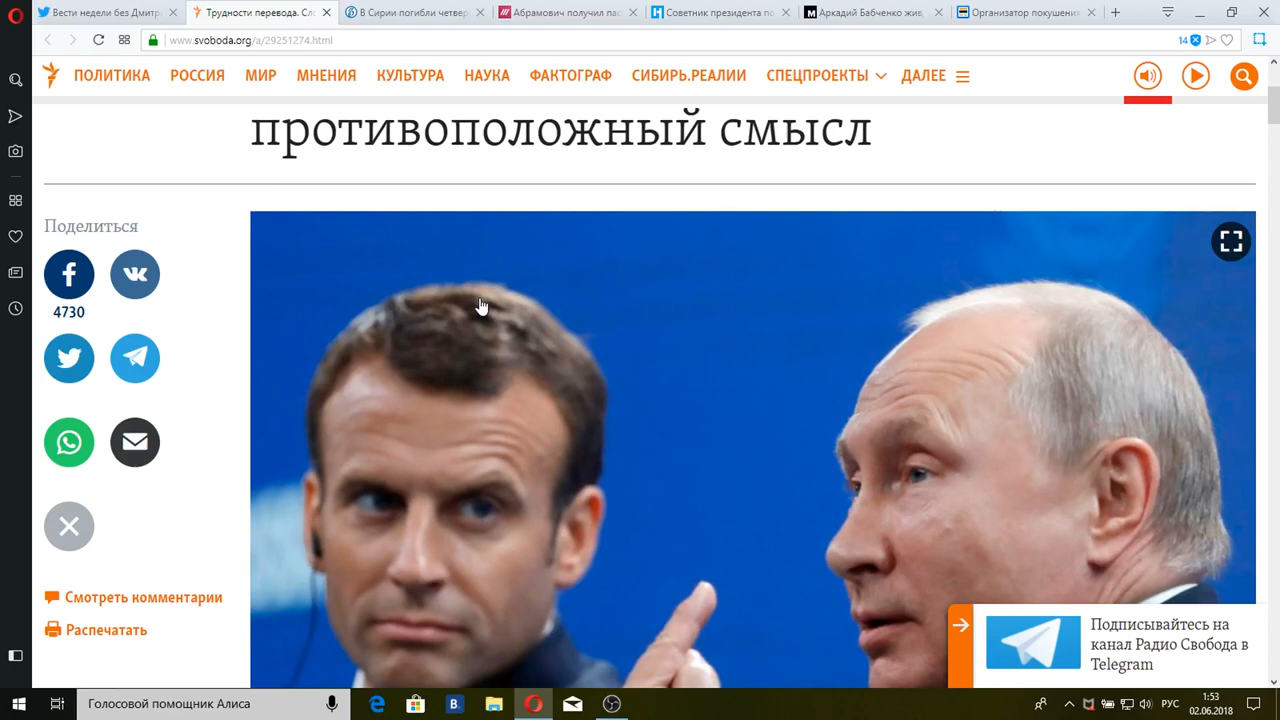 Вести недели без Дмитр
Трудности перевода. Сло
В Сирии погибли четвер
Абрамович получил пас
Советник президента по
Аркадий Бабченко жив,
Организатор покушения
www.svoboda.org/a/29251274.html
14
ПОЛИТИКА РОССИЯ МИР МНЕНИЯ КУЛЬТУРА НАУКА ФАКТОГРАФ СИБИРЬ.РЕАЛИИ СПЕЦПРОЕКТЫ ДАЛЕЕ
противоположный смысл
Поделиться
4730
Смотреть комментарии
Распечатать
Подписывайтесь на
канал Радио Свобода в
Telegram
Голосовой помощник Алиса
РУС
1:53
02.06.2018